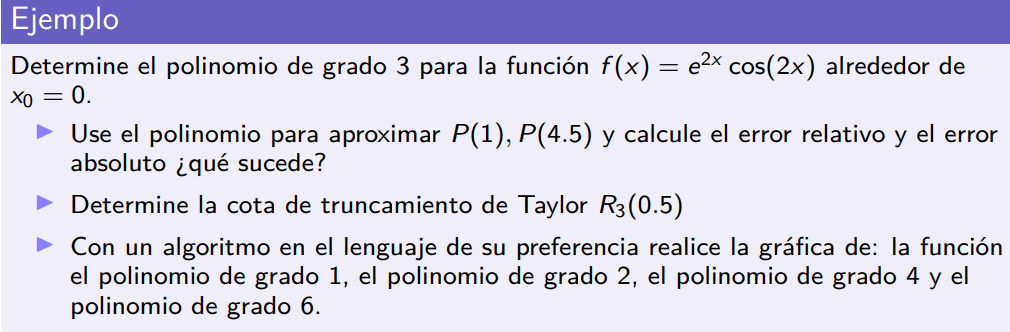 Ejemplo
Determine el polinomio de grado 3 para la función f(x) = e^{2x} cos(2x) alrededor de
x₀ = 0.
▶ Use el polinomio para aproximar P(1), P(4.5) y calcule el error relativo y el error
absoluto ¿qué sucede?
▶ Determine la cota de truncamiento de Taylor R₃(0.5)
▶ Con un algoritmo en el lenguaje de su preferencia realice la gráfica de: la función
el polinomio de grado 1, el polinomio de grado 2, el polinomio de grado 4 y el
polinomio de grado 6.